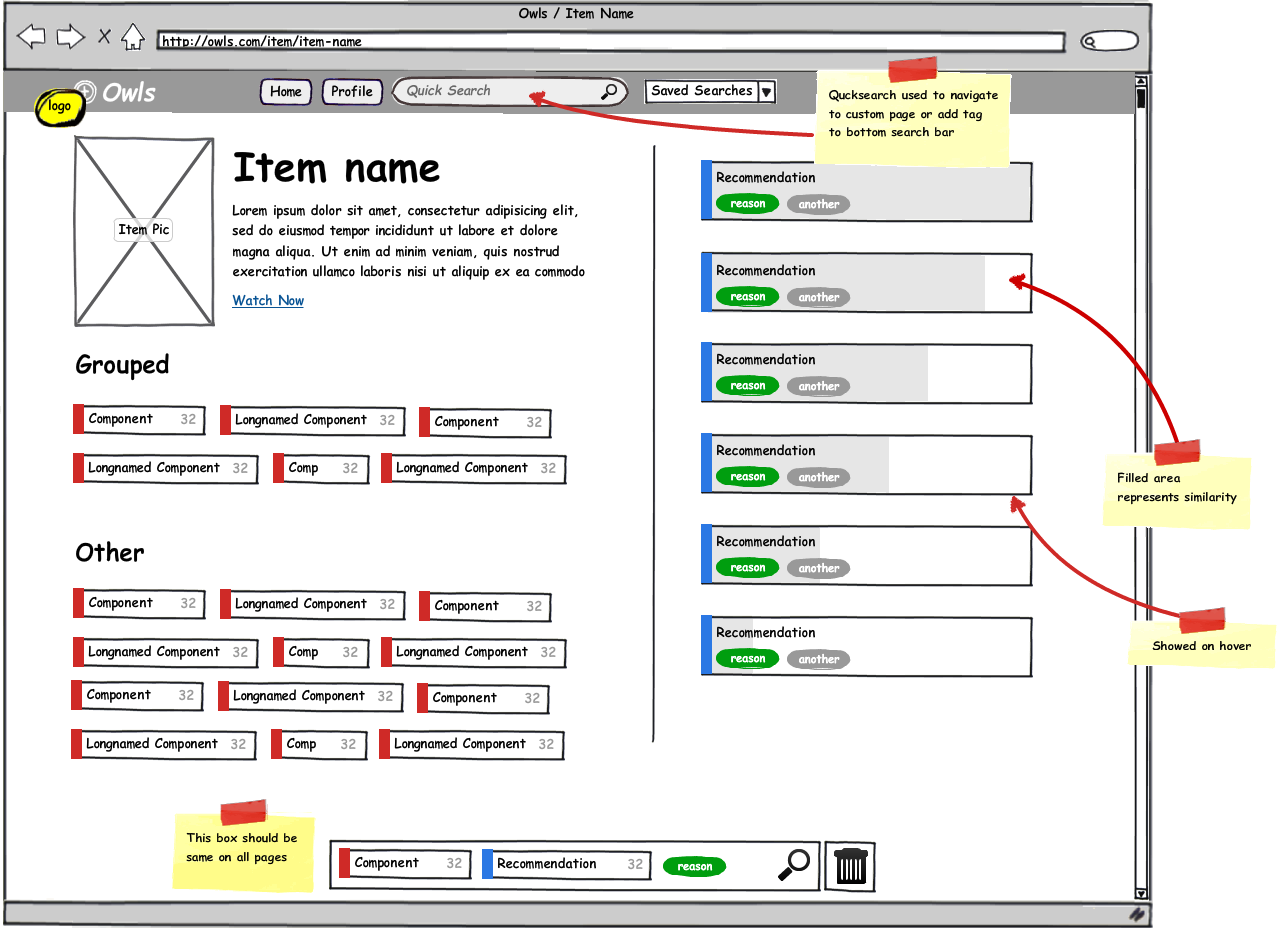 Owls / Item Name
http://owls.com/item/item-name
logo
Owls
Home
Profile
Quick Search
Saved Searches
Qucksearch used to navigate
to custom page or add tag
to bottom search bar
Item Pic
Item name
Lorem ipsum dolor sit amet, consectetur adipisicing elit,
sed do eiusmod tempor incididunt ut labore et dolore
magna aliqua. Ut enim ad minim veniam, quis nostrud
exercitation ullamco laboris nisi ut aliquip ex ea commodo
Watch Now
Grouped
Component 32
Longnamed Component 32
Component 32
Longnamed Component 32
Comp 32
Longnamed Component 32
Other
Component 32
Longnamed Component 32
Component 32
Longnamed Component 32
Comp 32
Longnamed Component 32
Component 32
Longnamed Component 32
Component 32
Longnamed Component 32
Comp 32
Longnamed Component 32
Recommendation
reason another
Recommendation
reason another
Recommendation
reason another
Recommendation
reason another
Recommendation
reason another
Recommendation
reason another
Filled area
represents similarity
Showed on hover
This box should be
same on all pages
Component 32
Recommendation 32
reason